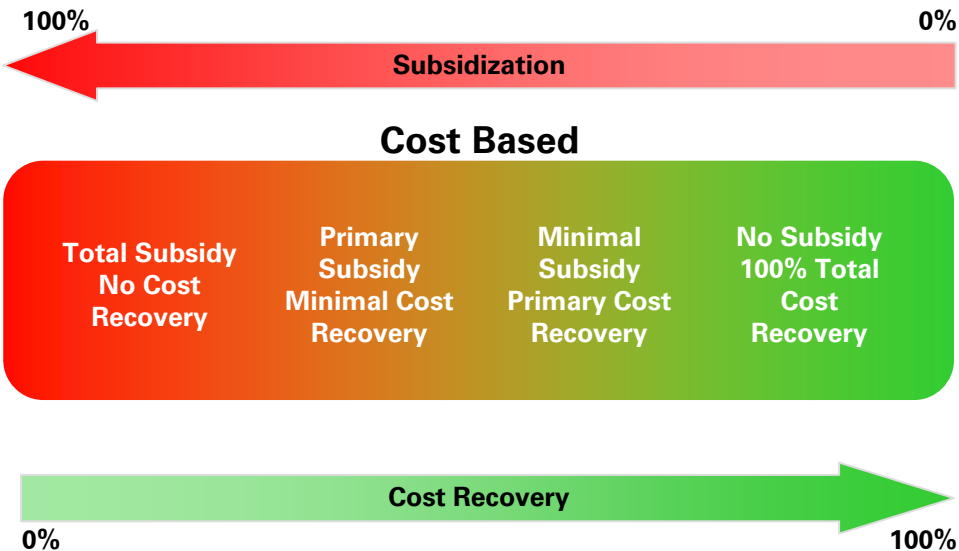 100%
0%
Subsidization
Cost Based
Total Subsidy
No Cost
Recovery
Primary
Subsidy
Minimal Cost
Recovery
Minimal
Subsidy
Primary Cost
Recovery
No Subsidy
100% Total
Cost
Recovery
Cost Recovery
0%
100%